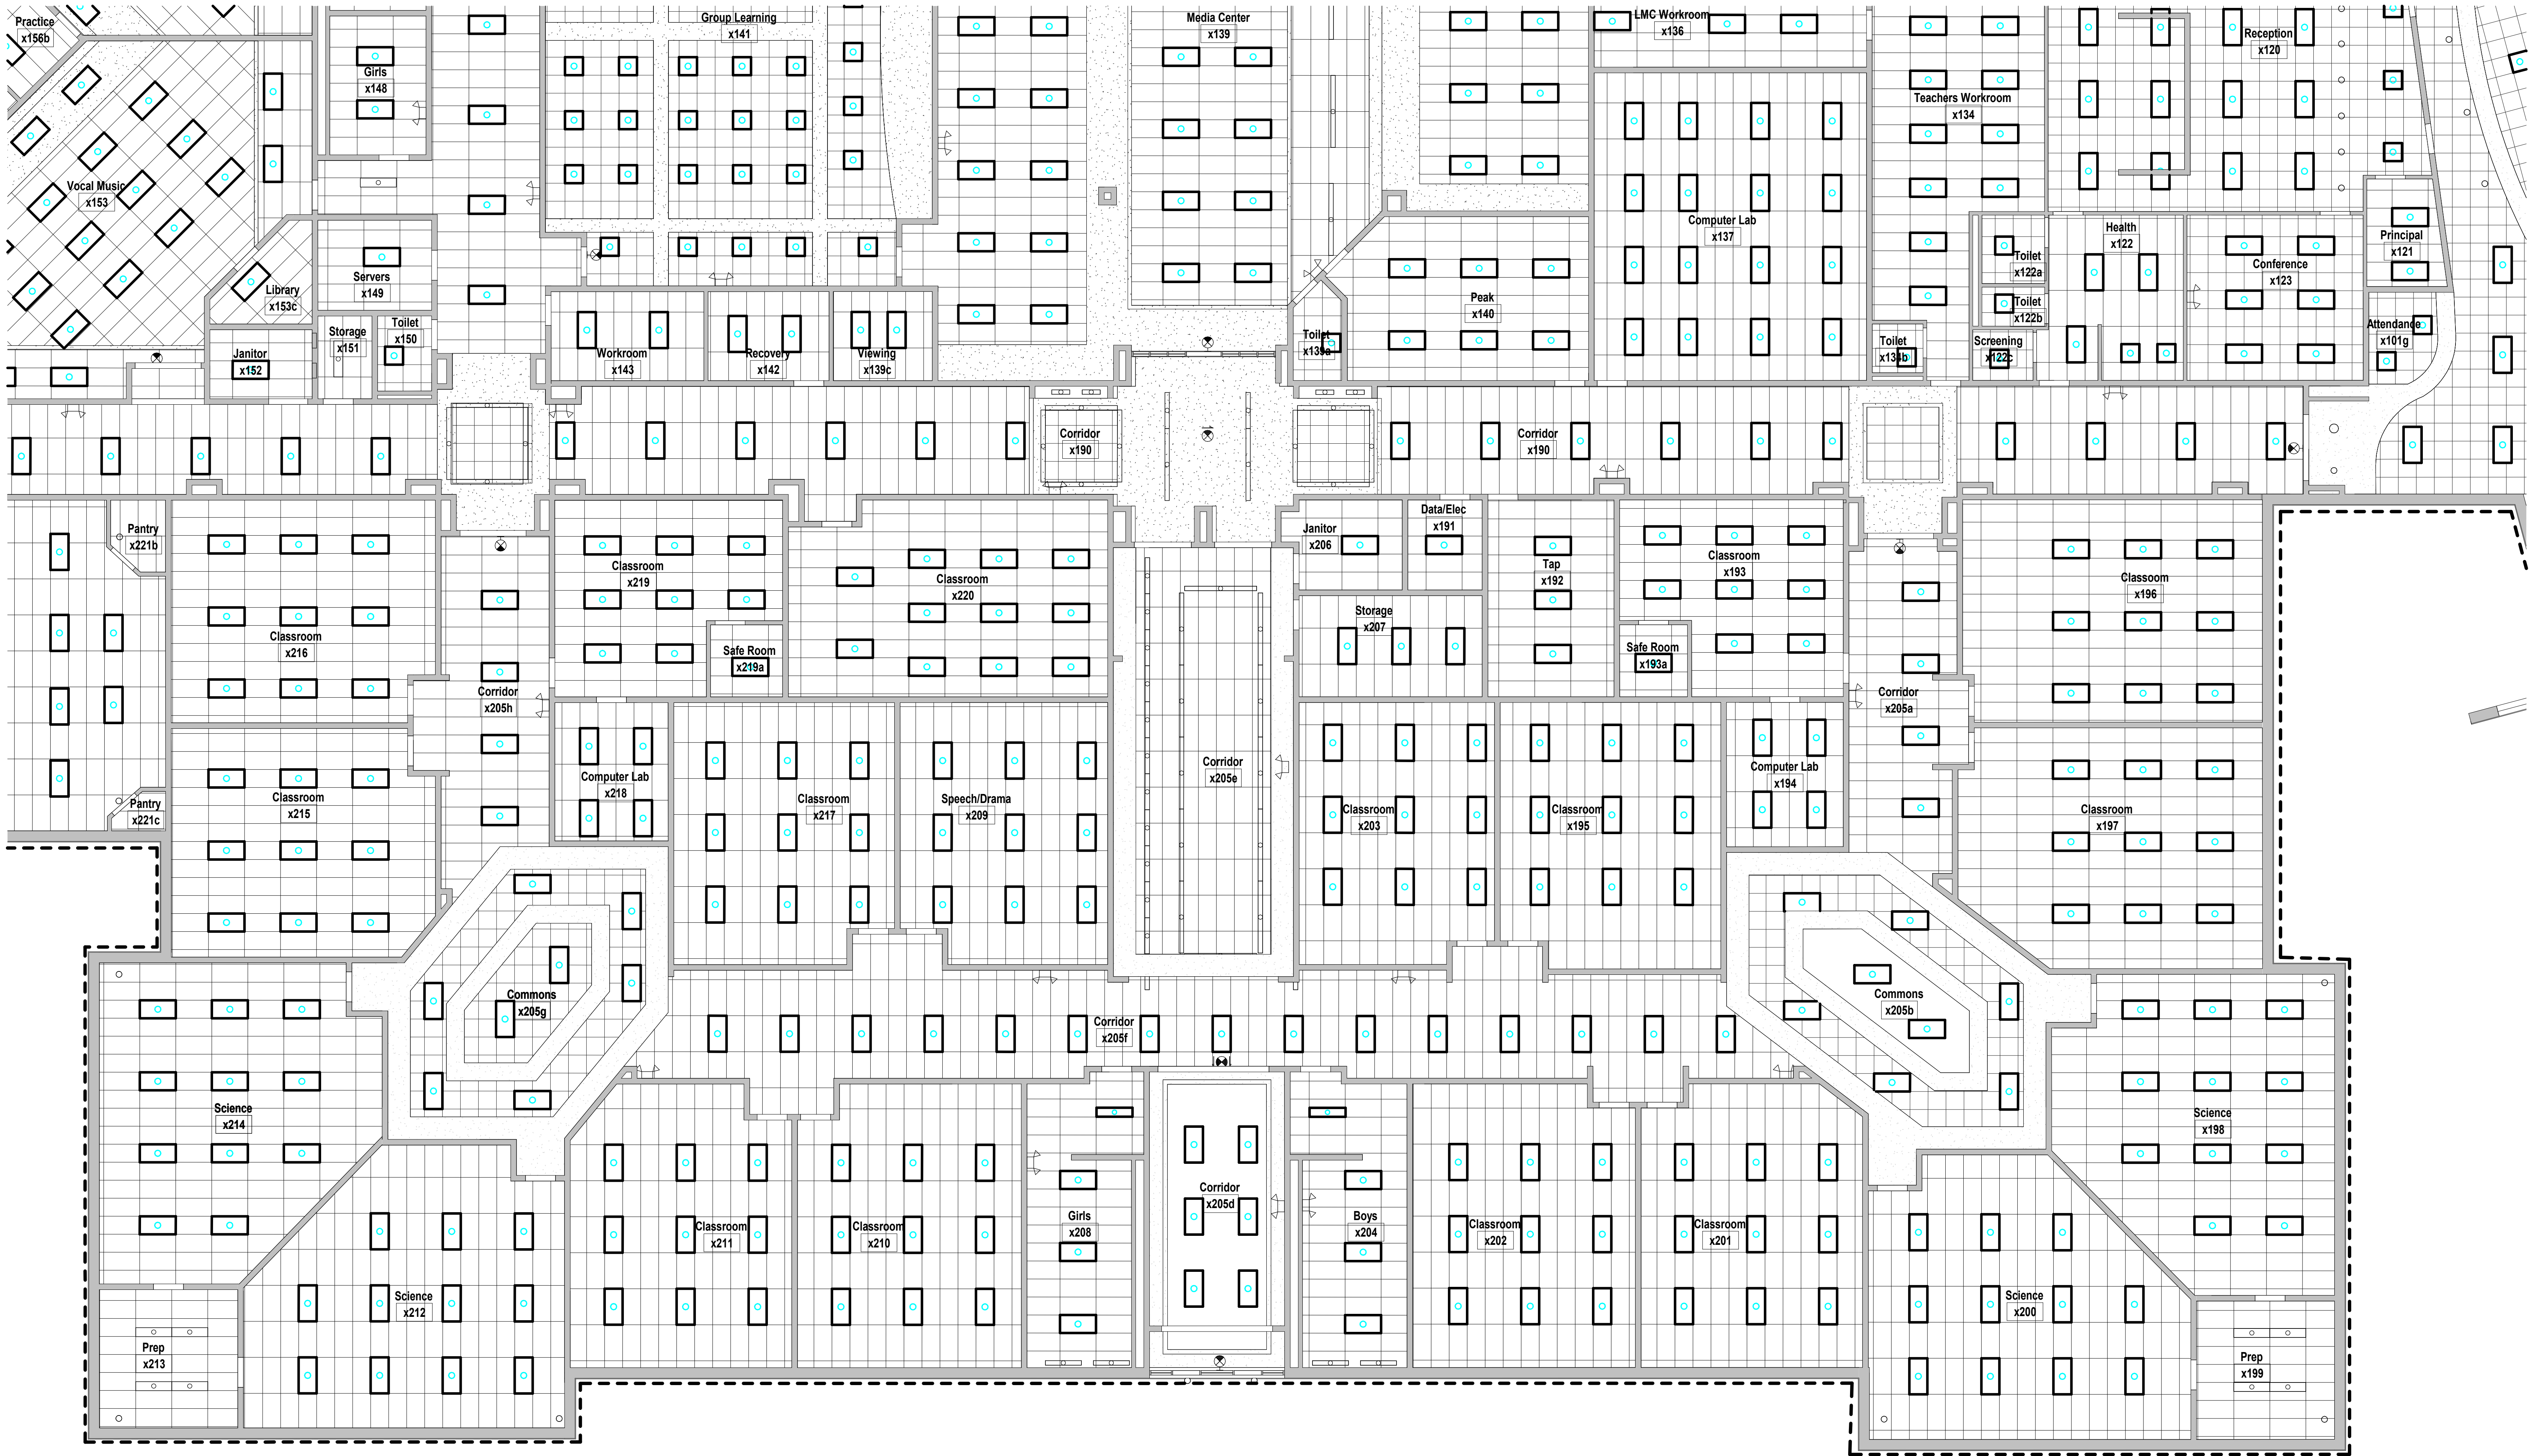 Practice
x156b
Group Learning
x141
Media Center
x139
LMC Workroom
x136
Reception
x120
Girls
x148
Teachers Workroom
x134
Vocal Music
x153
Computer Lab
x137
Health
x122
Principal
x121
Toilet
x122a
Conference
x123
Servers
x149
Library
x153c
Peak
x140
Toilet
x122b
Storage
x151
Toilet
x150
Janitor
x152
Workroom
x143
Recovery
x142
Viewing
x139c
Toilet
x139a
Toilet
x134b
Screening
x122c
Attendance
x101g
Corridor
x190
Corridor
x190
Pantry
x221b
Janitor
x206
Data/Elec
x191
Classroom
x219
Classroom
x220
Tap
x192
Classroom
x193
Classoom
x196
Storage
x207
Classroom
x216
Safe Room
x219a
Safe Room
x193a
Corridor
x205h
Corridor
x205a
Computer Lab
x218
Corridor
x205e
Computer Lab
x194
Pantry
x221c
Classroom
x215
Classroom
x217
Speech/Drama
x209
Classroom
x203
Classroom
x195
Classroom
x197
Commons
x205g
Corridor
x205f
Commons
x205b
Science
x214
Science
x198
Classroom
x211
Classroom
x210
Girls
x208
Corridor
x205d
Boys
x204
Classroom
x202
Classroom
x201
Science
x212
Science
x200
Prep
x213
Prep
x199